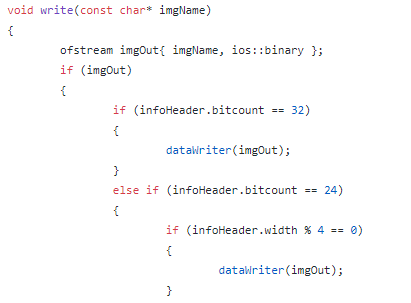 void write(const char* imgName)
{
ofstream imgOut{ imgName, ios::binary };
if (imgOut)
{
if (infoHeader.bitcount == 32)
{
dataWriter(imgOut);
}
else if (infoHeader.bitcount == 24)
{
if (infoHeader.width % 4 == 0)
{
dataWriter(imgOut);
}